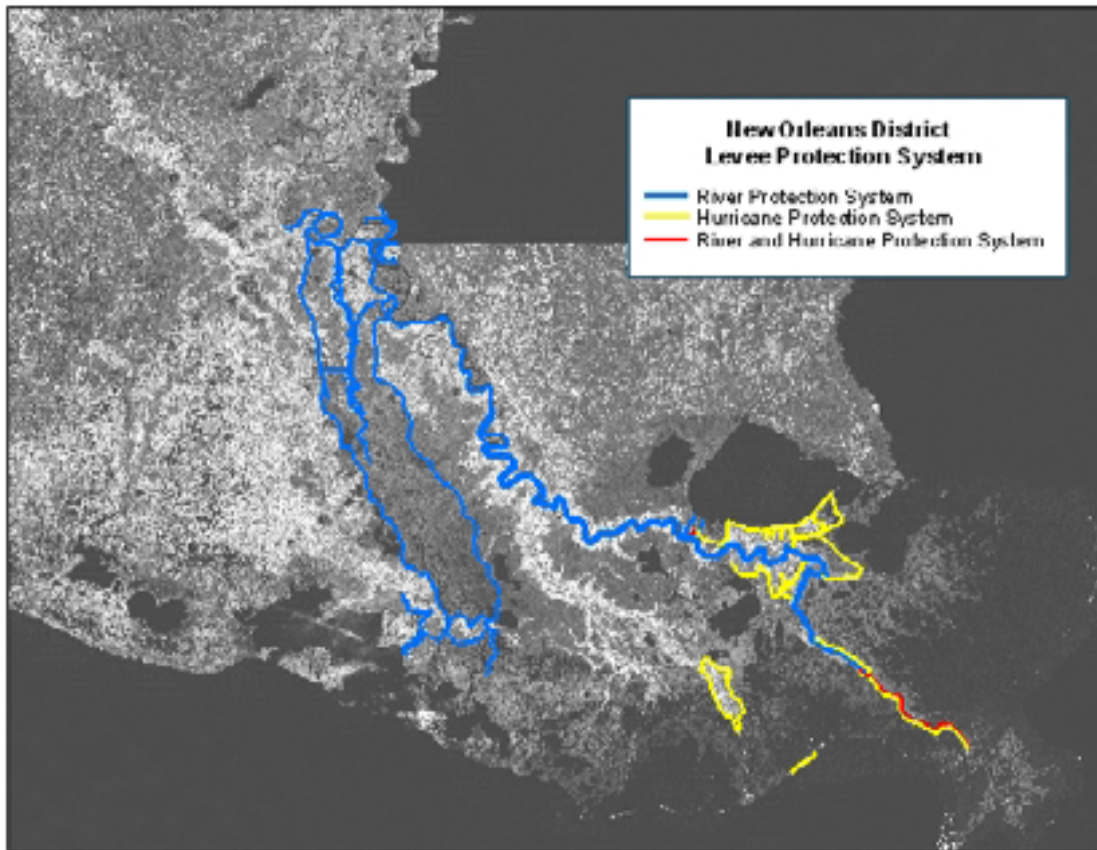 New Orleans District
Levee Protection System
River Protection System
Hurricane Protection System
River and Hurricane Protection System